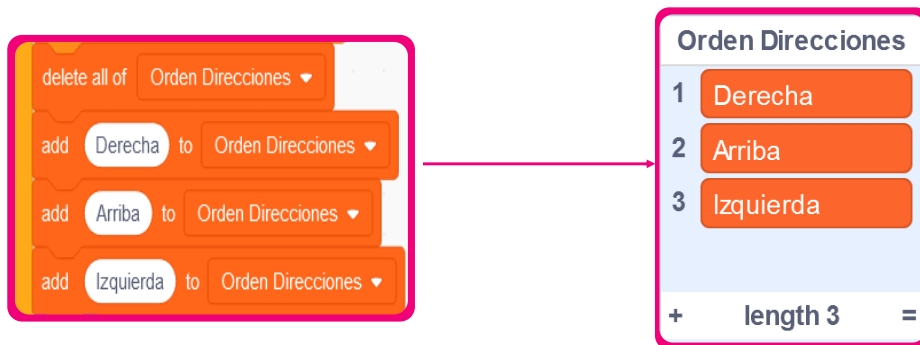 delete all of Orden Direcciones
add Derecha to Orden Direcciones
add Arriba to Orden Direcciones
add Izquierda to Orden Direcciones
Orden Direcciones
1 Derecha
2 Arriba
3 Izquierda
+ length 3 =